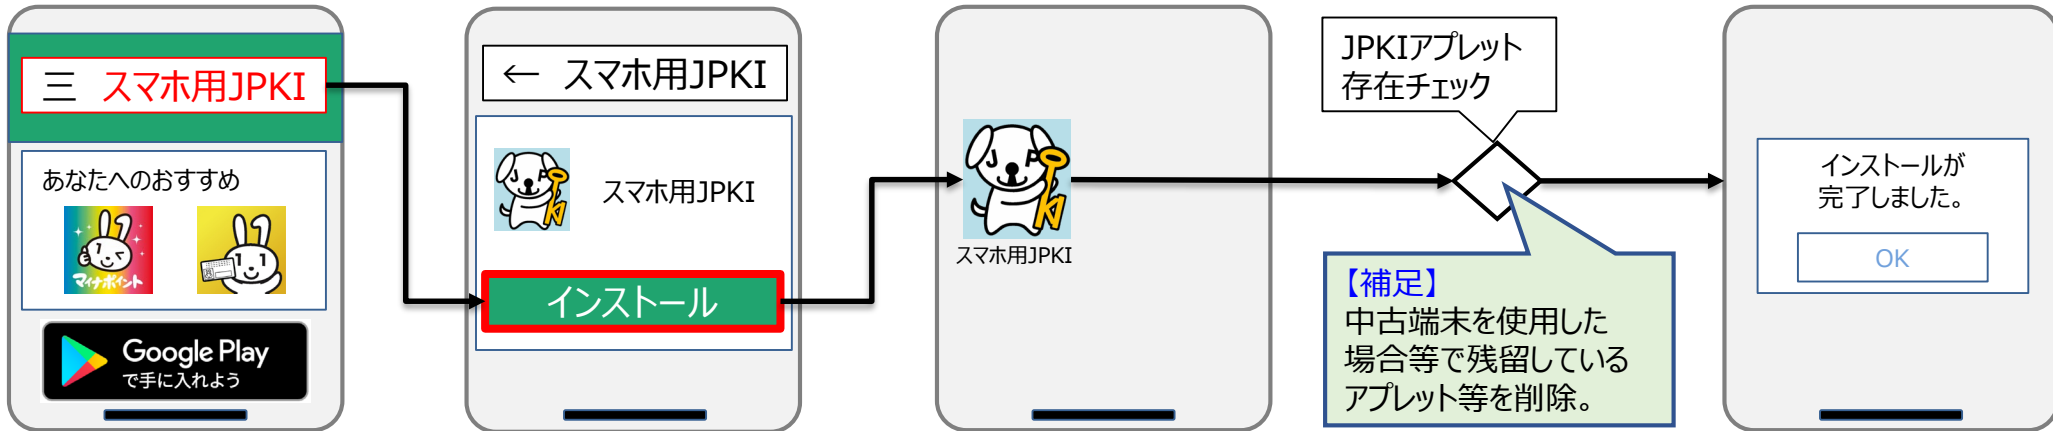 三 スマホ用JPKI
あなたへのおすすめ
マイナポイント
Google Play
で手に入れよう
← スマホ用JPKI
JP
KI
スマホ用JPKI
インストール
JP
KI
スマホ用JPKI
JPKIアプレット
存在チェック
【補足】
中古端末を使用した
場合等で残留している
アプレット等を削除。
インストールが
完了しました。
OK